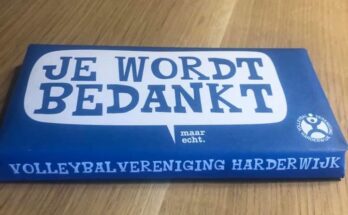 JE WORDT
BEDANKT
maar
echt.
VOLLEYBALVERENIGING HARDERWIJK